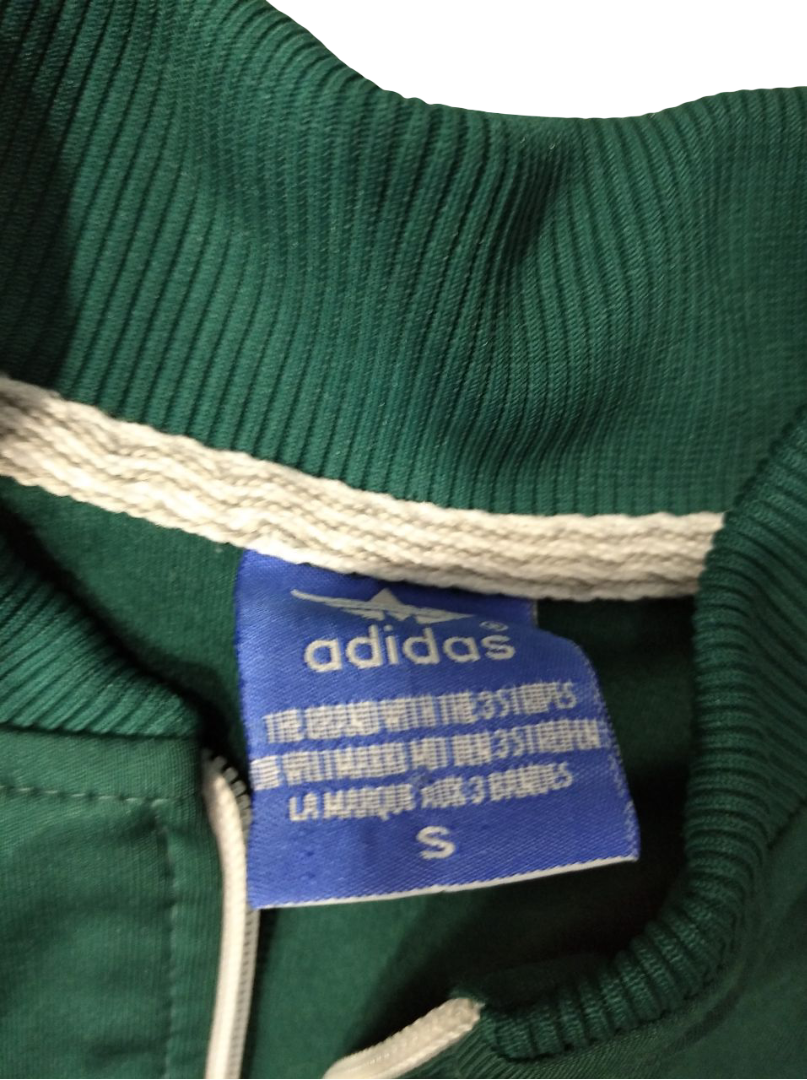 adidas®
THE BRAND WITH THE 3 STRIPES
DIE WELTMARKE MIT DEN 3 STREIFEN
LA MARQUE AUX 3 BANDES
S